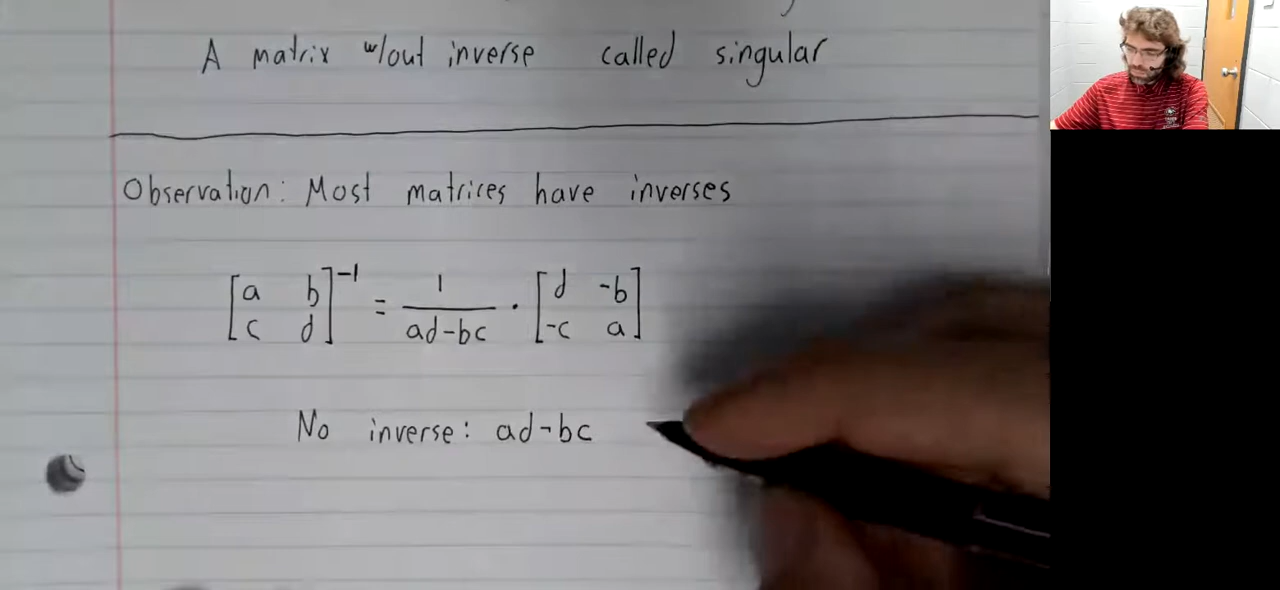 A matrix w/out inverse called singular
Observation: Most matrices have inverses
[a b; c d]^-1 = 1/(ad-bc) · [d -b; -c a]
No inverse: ad-bc